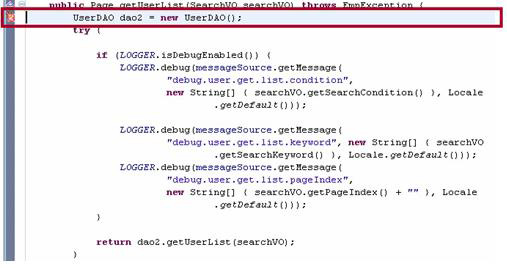 public Page getUserList(SearchVO searchVO) throws EmpException {
UserDAO dao2 = new UserDAO();
try {
if (LOGGER.isDebugEnabled()) {
LOGGER.debug(messageSource.getMessage(
"debug.user.get.list.condition",
new String[] { searchVO.getSearchCondition() }, Locale
.getDefault()));
LOGGER.debug(messageSource.getMessage(
"debug.user.get.list.keyword", new String[] { searchVO
.getSearchKeyword() }, Locale.getDefault()));
LOGGER.debug(messageSource.getMessage(
"debug.user.get.list.pageIndex",
new String[] { searchVO.getPageIndex() + "" }, Locale
.getDefault()));
}
return dao2.getUserList(searchVO);
}